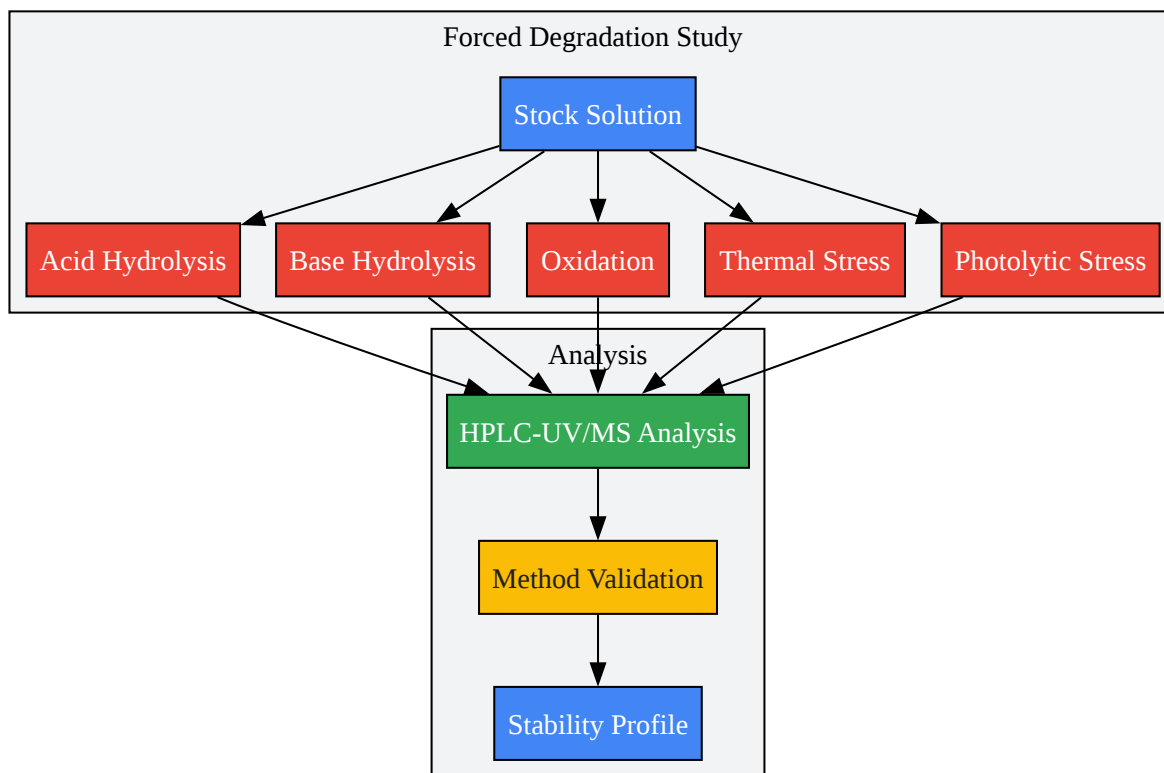 Forced Degradation Study
Stock Solution
Acid Hydrolysis
Base Hydrolysis
Oxidation
Thermal Stress
Photolytic Stress
Analysis
HPLC-UV/MS Analysis
Method Validation
Stability Profile